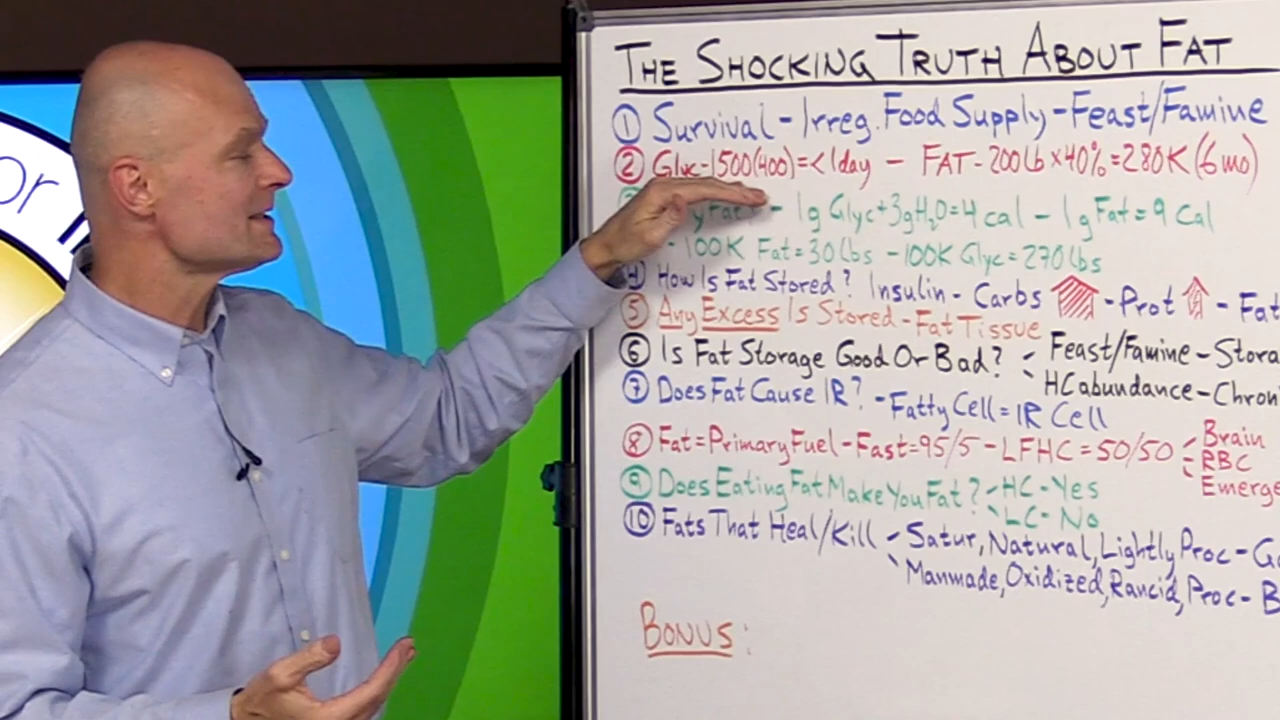 or
THE SHOCKING TRUTH ABOUT FAT
① Survival - Irreg. Food Supply - Feast/Famine
② Glyc - 1500 (400) = < 1 day - FAT - 200 lb × 40% = 280K (6 mo)
- 1g Glyc + 3g H2O = 4 cal - 1g Fat = 9 Cal
- 100K Fat = 30 lbs - 100K Glyc = 270 lbs
④ How Is Fat Stored? Insulin - Carbs - Prot - Fat
⑤ Any Excess Is Stored - Fat Tissue
⑥ Is Fat Storage Good Or Bad? - Feast/Famine - Stora
- HC abundance - Chron
⑦ Does Fat Cause IR? - Fatty Cell = IR Cell
⑧ Fat = Primary Fuel - Fast = 95/5 - LFHC = 50/50 - Brain
- RBC
- Emerge
⑨ Does Eating Fat Make You Fat? - HC - Yes
- LC - No
⑩ Fats That Heal/Kill - Satur, Natural, Lightly Proc - Go
- Manmade, Oxidized, Rancid, Proc - B
BONUS: